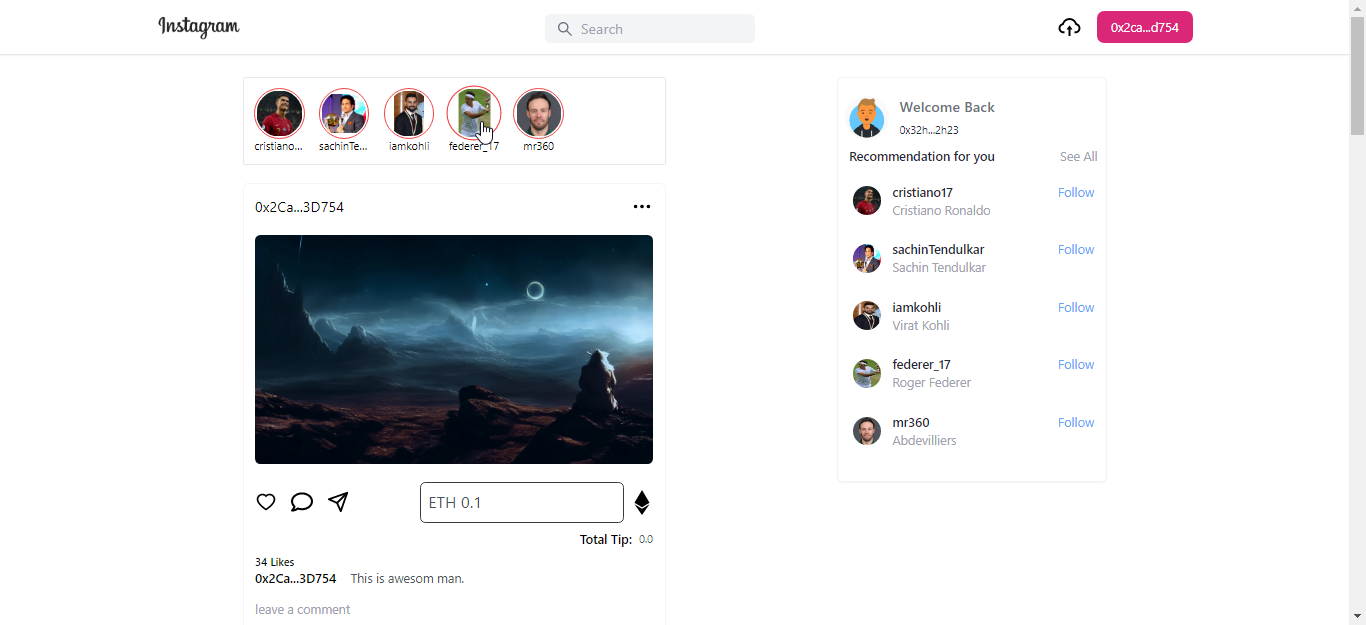 Instagram
Search
0x2ca...d754
cristiano...
sachinTe...
iamkohli
federer_17
mr360
0x2Ca...3D754
ETH 0.1
Total Tip: 0.0
34 Likes
0x2Ca...3D754 This is awesom man.
leave a comment
Welcome Back
0x32h...2h23
Recommendation for you See All
cristiano17 Follow
Cristiano Ronaldo
sachinTendulkar Follow
Sachin Tendulkar
iamkohli Follow
Virat Kohli
federer_17 Follow
Roger Federer
mr360 Follow
Abdevilliers